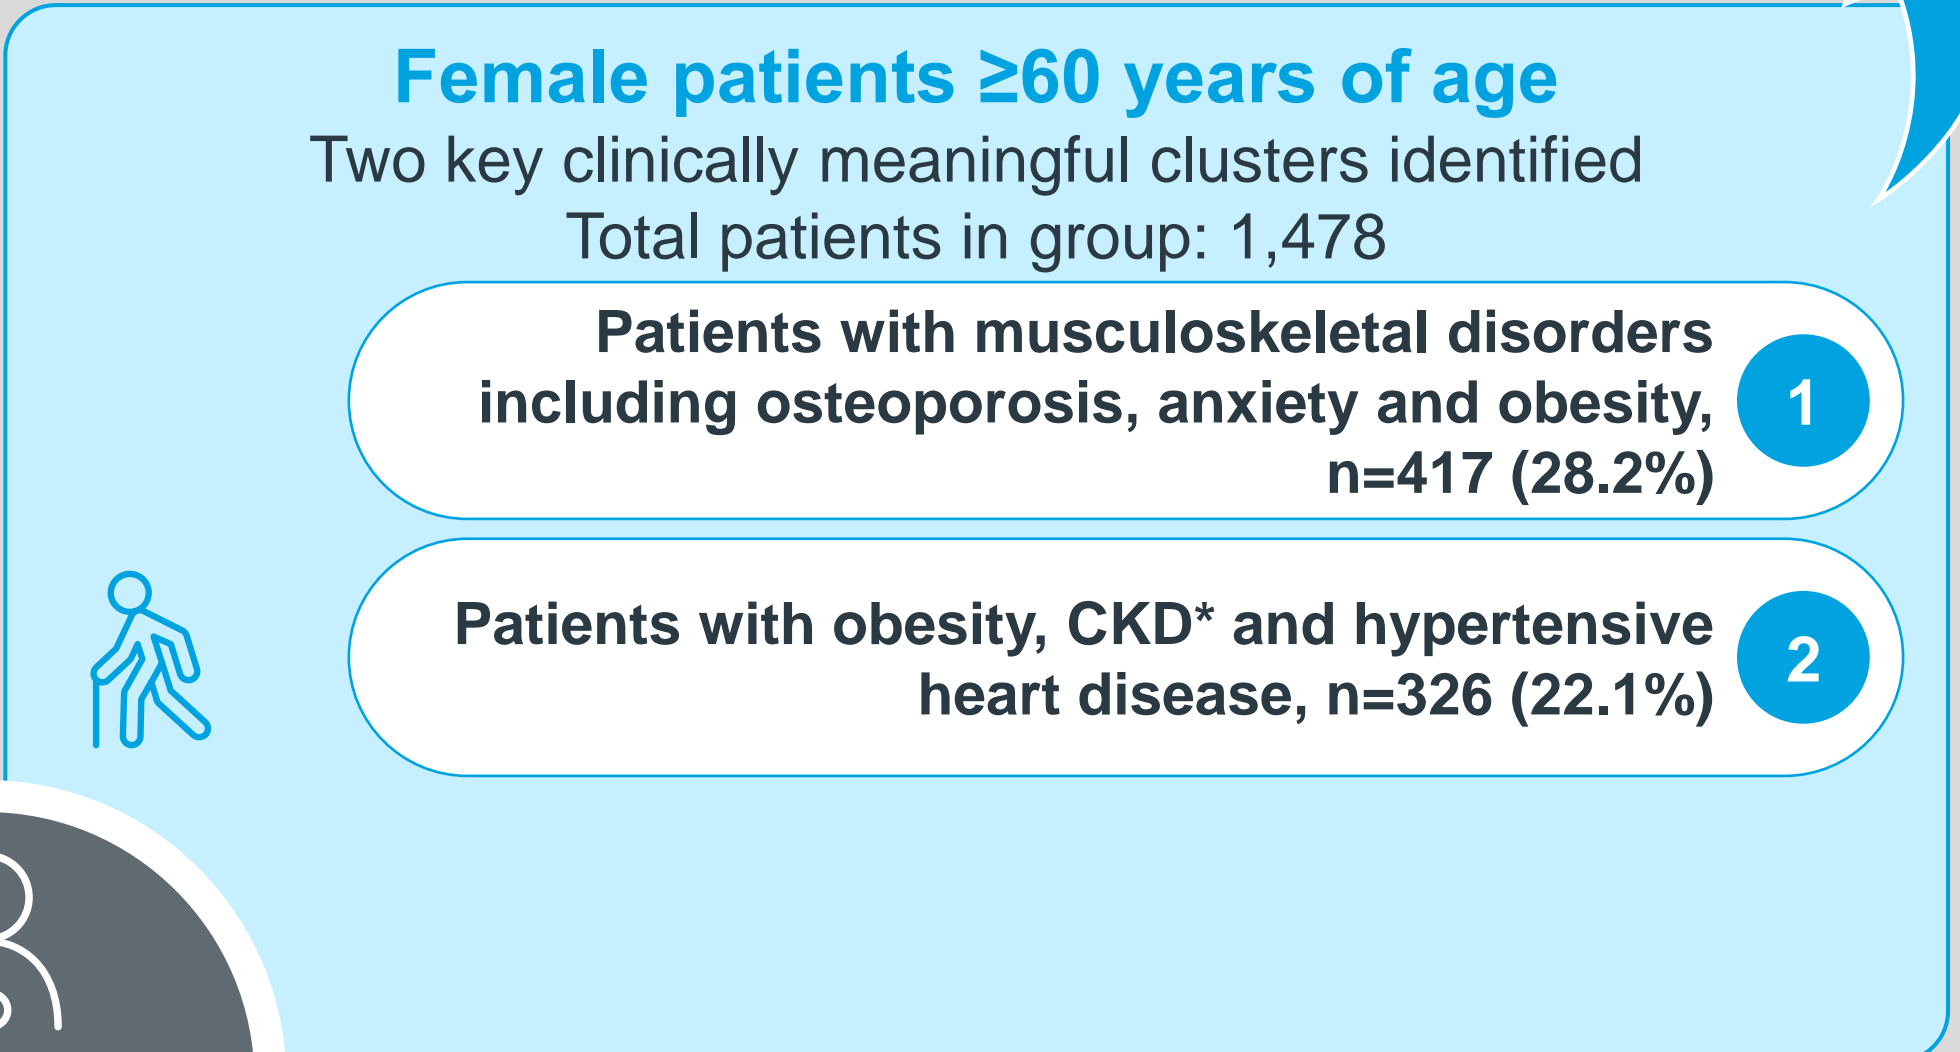 Female patients ≥60 years of age
Two key clinically meaningful clusters identified
Total patients in group: 1,478
Patients with musculoskeletal disorders
including osteoporosis, anxiety and obesity,
n=417 (28.2%)
1
Patients with obesity, CKD* and hypertensive
heart disease, n=326 (22.1%)
2